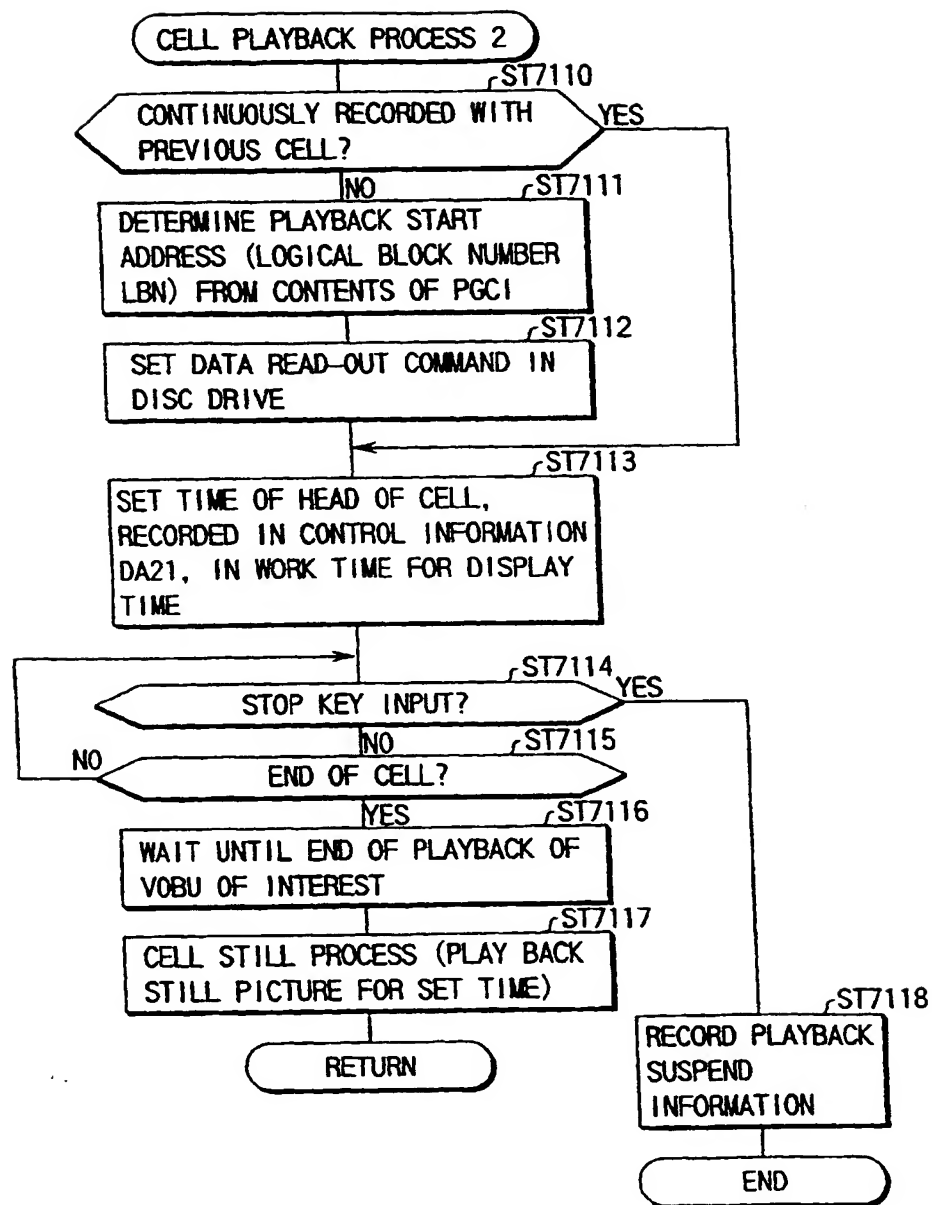 CELL PLAYBACK PROCESS 2
ST7110
CONTINUOUSLY RECORDED WITH
PREVIOUS CELL?
YES
NO
ST7111
DETERMINE PLAYBACK START
ADDRESS (LOGICAL BLOCK NUMBER
LBN) FROM CONTENTS OF PGCI
ST7112
SET DATA READ-OUT COMMAND IN
DISC DRIVE
ST7113
SET TIME OF HEAD OF CELL,
RECORDED IN CONTROL INFORMATION
DA21, IN WORK TIME FOR DISPLAY
TIME
ST7114
STOP KEY INPUT?
YES
NO
ST7115
NO
END OF CELL?
YES
ST7116
WAIT UNTIL END OF PLAYBACK OF
VOBU OF INTEREST
ST7117
CELL STILL PROCESS (PLAY BACK
STILL PICTURE FOR SET TIME)
RETURN
ST7118
RECORD PLAYBACK
SUSPEND
INFORMATION
END